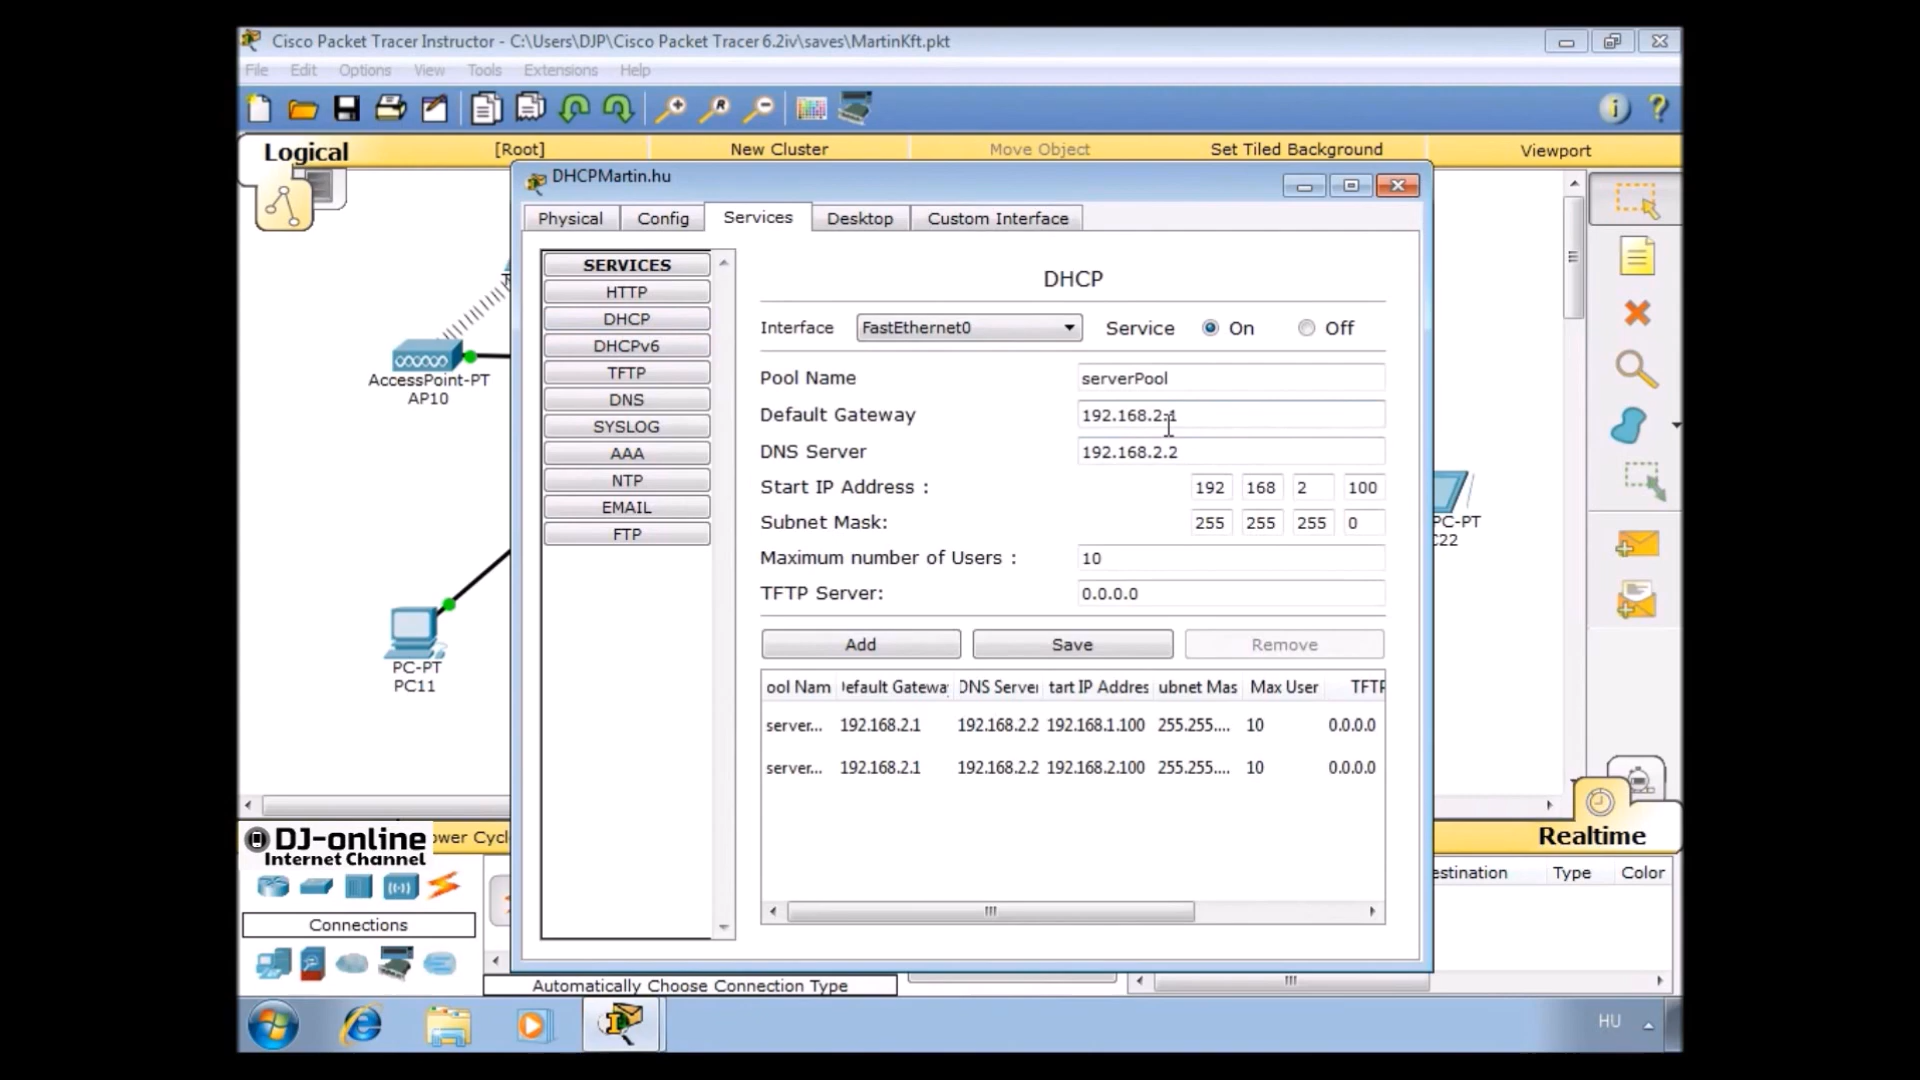 Cisco Packet Tracer Instructor - C:\Users\DJP\Cisco Packet Tracer 6.2iv\saves\MartinKft.pkt
File Edit Options View Tools Extensions Help
Logical [Root] New Cluster Move Object Set Tiled Background Viewport
DHCPMartin.hu
Physical Config Services Desktop Custom Interface
SERVICES
HTTP
DHCP
DHCPv6
TFTP
DNS
SYSLOG
AAA
NTP
EMAIL
FTP
DHCP
Interface FastEthernet0 Service On Off
Pool Name serverPool
Default Gateway 192.168.2.1
DNS Server 192.168.2.2
Start IP Address : 192 168 2 100
Subnet Mask: 255 255 255 0
Maximum number of Users : 10
TFTP Server: 0.0.0.0
Add Save Remove
ool Nam efault Gateway DNS Server tart IP Addres ubnet Mas Max User TFTP
server... 192.168.2.1 192.168.2.2 192.168.1.100 255.255.... 10 0.0.0.0
server... 192.168.2.1 192.168.2.2 192.168.2.100 255.255.... 10 0.0.0.0
AccessPoint-PT
AP10
PC-PT
PC11
PC-PT
C22
Realtime
ower Cycl
DJ-online
Internet Channel
estination Type Color
Connections
Automatically Choose Connection Type
HU